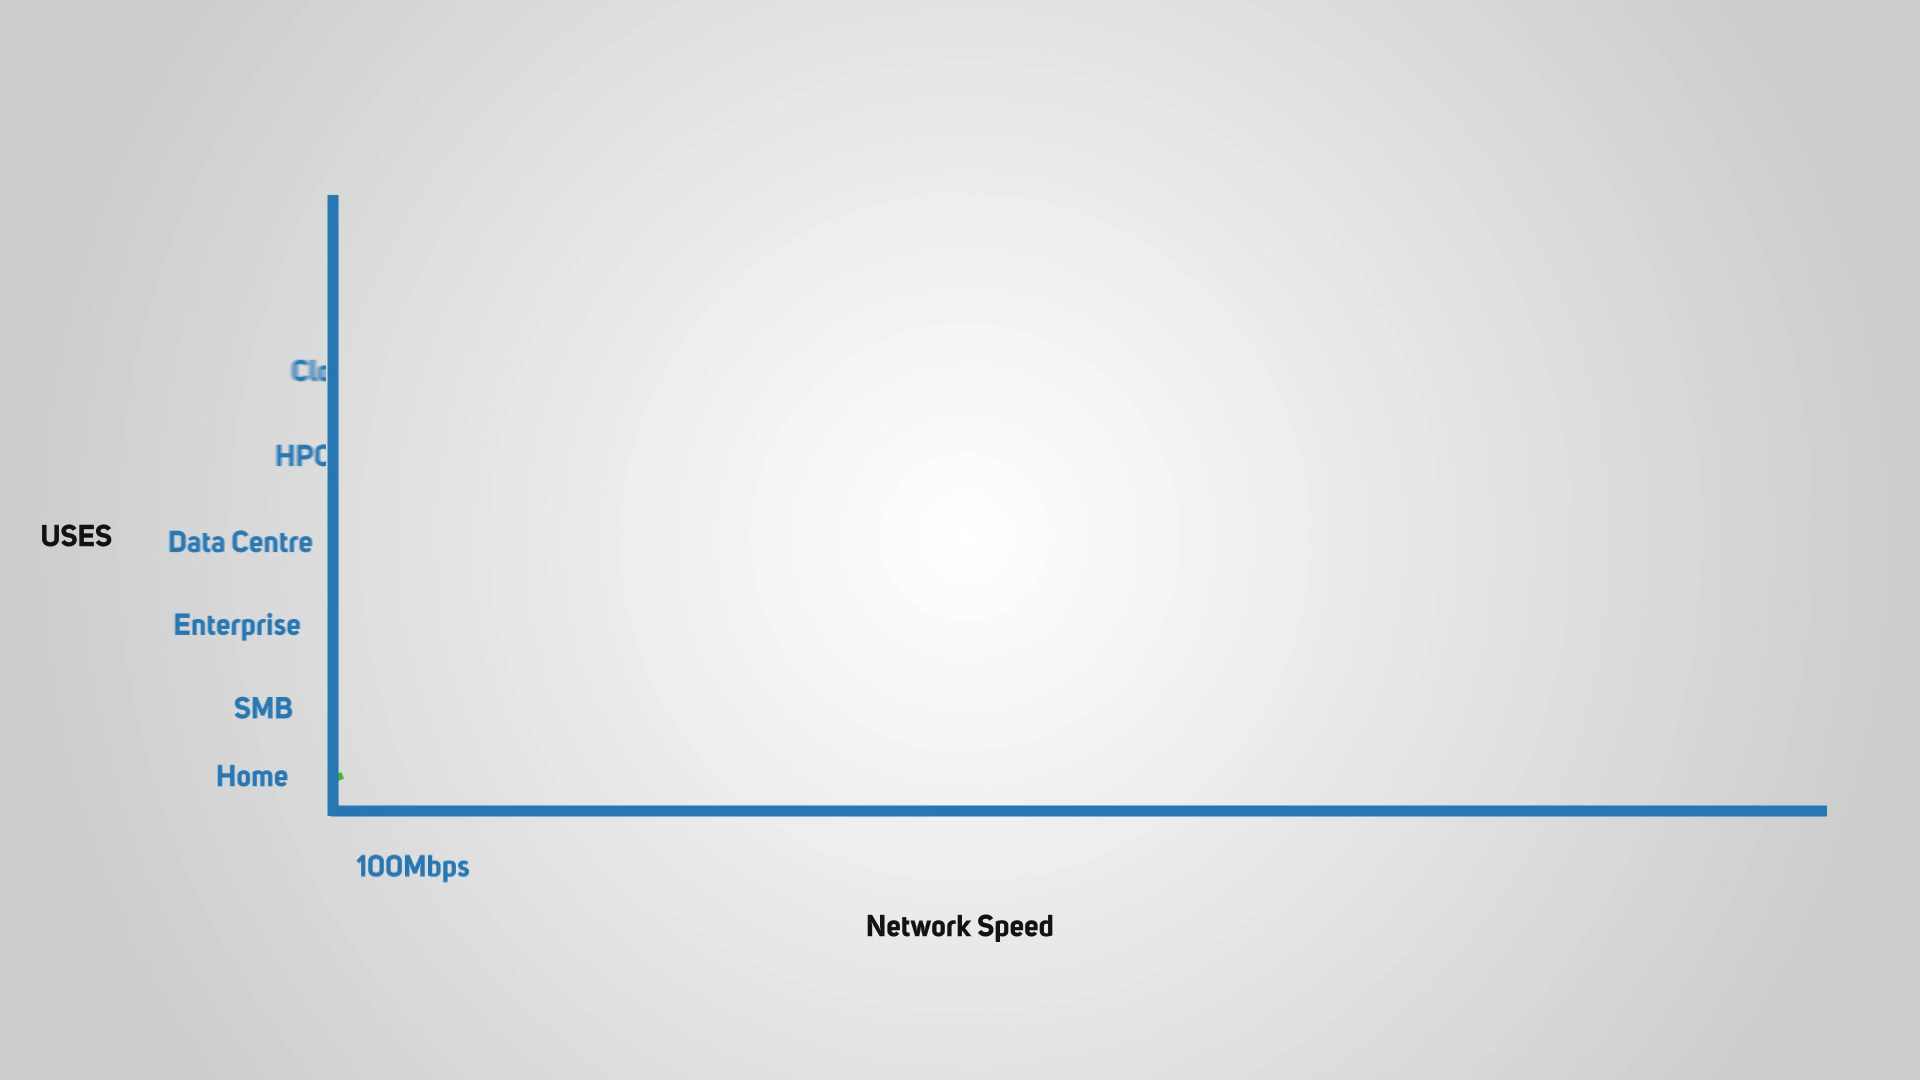 HPC
USES
Data Centre
Enterprise
SMB
Home
100Mbps
Network Speed